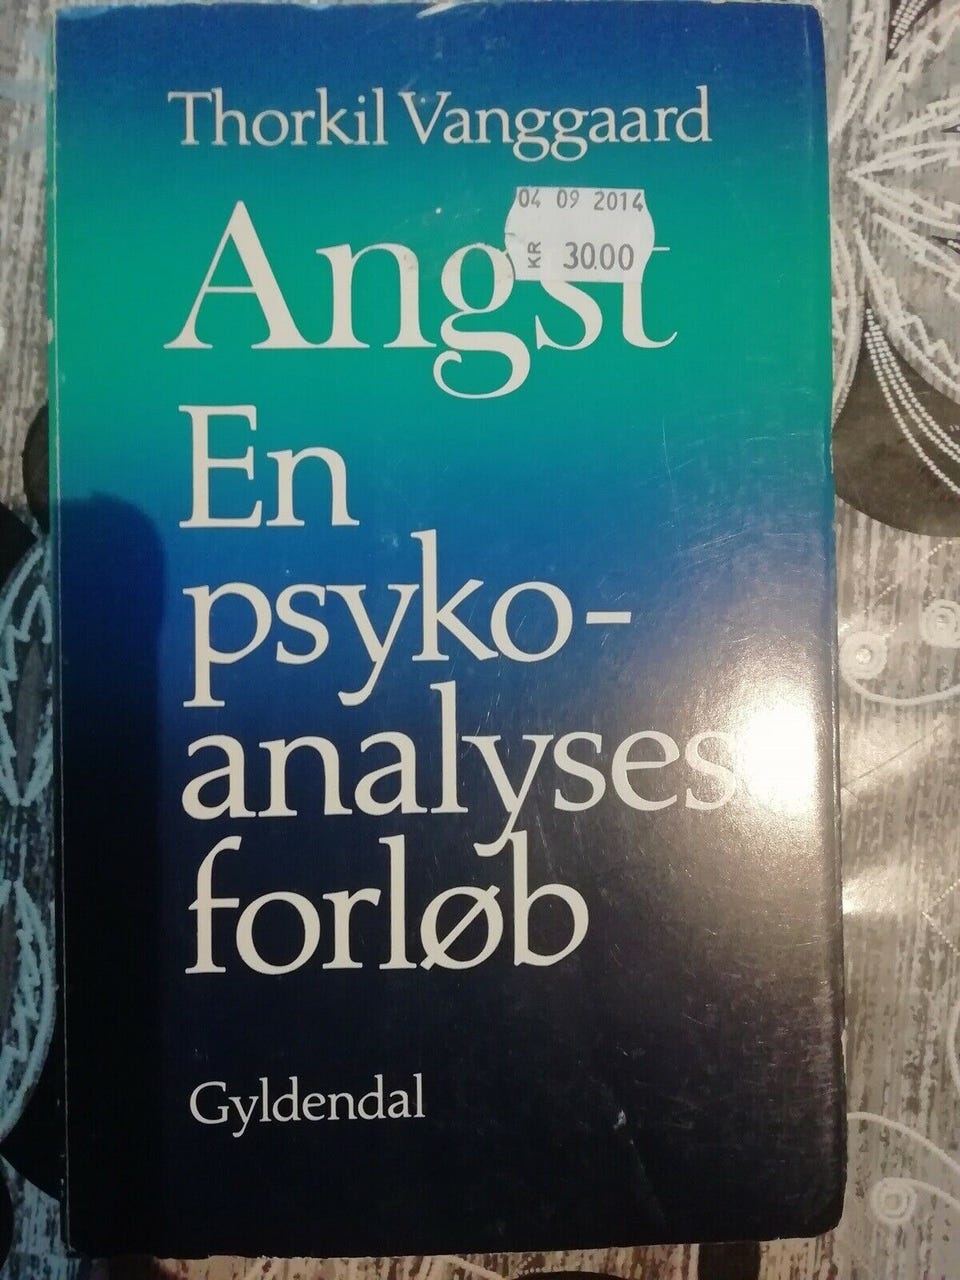 Thorkil Vanggaard
04 09 2014
KR 30.00
Angst
En
psyko-
analyses
forløb
Gyldendal